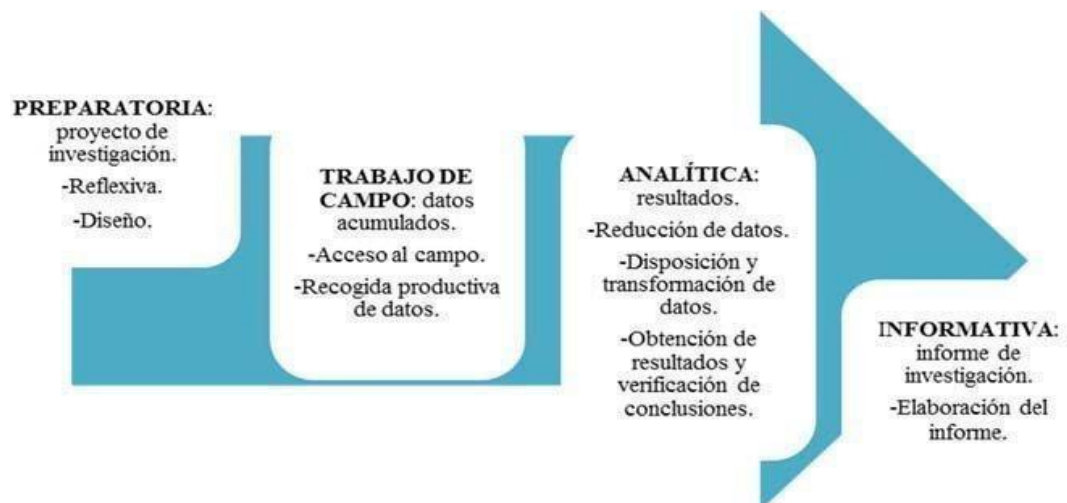 PREPARATORIA:
proyecto de
investigación.
-Reflexiva.
-Diseño.
TRABAJO DE
CAMPO: datos
acumulados.
-Acceso al campo.
-Recogida productiva
de datos.
ANALÍTICA:
resultados.
-Reducción de datos.
-Disposición y
transformación de
datos.
-Obtención de
resultados y
verificación de
conclusiones.
INFORMATIVA:
informe de
investigación.
-Elaboración del
informe.